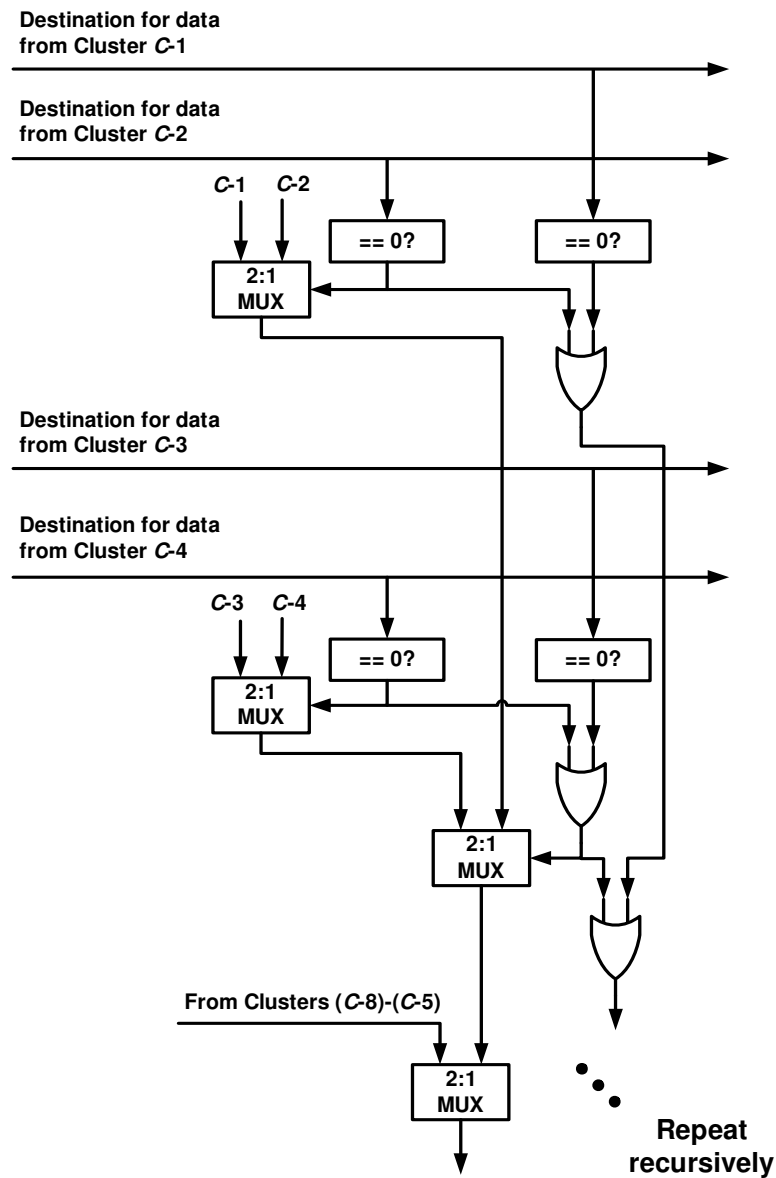 Destination for data
from Cluster C-1
Destination for data
from Cluster C-2
C-1 C-2
== 0? == 0?
2:1
MUX
Destination for data
from Cluster C-3
Destination for data
from Cluster C-4
C-3 C-4
== 0? == 0?
2:1
MUX
2:1
MUX
From Clusters (C-8)-(C-5)
2:1
MUX
Repeat
recursively